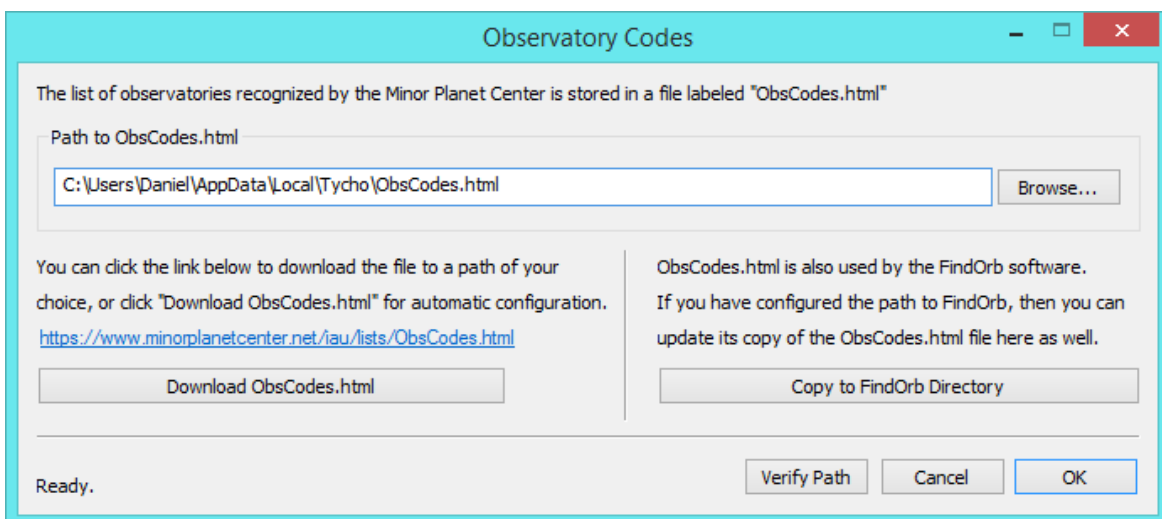 Observatory Codes
The list of observatories recognized by the Minor Planet Center is stored in a file labeled "ObsCodes.html"
Path to ObsCodes.html
C:\Users\Daniel\AppData\Local\Tycho\ObsCodes.html
Browse...
You can click the link below to download the file to a path of your
choice, or click "Download ObsCodes.html" for automatic configuration.
https://www.minorplanetcenter.net/iau/lists/ObsCodes.html
Download ObsCodes.html
ObsCodes.html is also used by the FindOrb software.
If you have configured the path to FindOrb, then you can
update its copy of the ObsCodes.html file here as well.
Copy to FindOrb Directory
Ready.
Verify Path
Cancel
OK